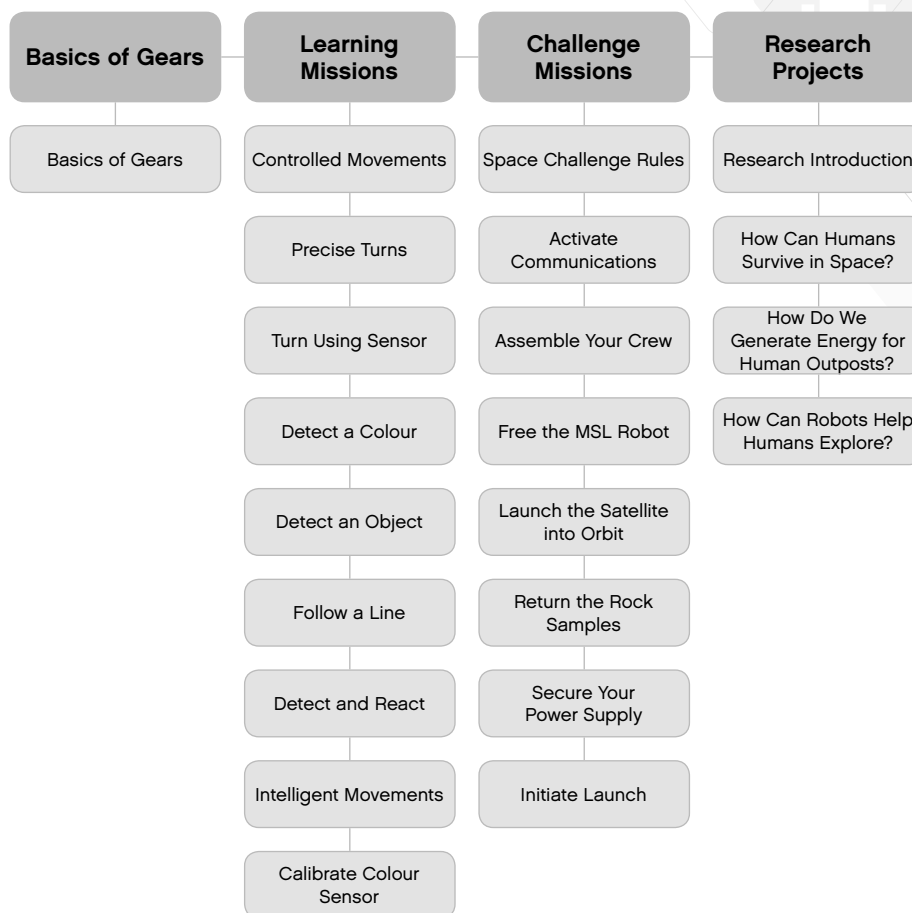 Basics of Gears
Basics of Gears
Learning
Missions
Controlled Movements
Precise Turns
Turn Using Sensor
Detect a Colour
Detect an Object
Follow a Line
Detect and React
Intelligent Movements
Calibrate Colour
Sensor
Challenge
Missions
Space Challenge Rules
Activate
Communications
Assemble Your Crew
Free the MSL Robot
Launch the Satellite
into Orbit
Return the Rock
Samples
Secure Your
Power Supply
Initiate Launch
Research
Projects
Research Introduction
How Can Humans
Survive in Space?
How Do We
Generate Energy for
Human Outposts?
How Can Robots Help
Humans Explore?